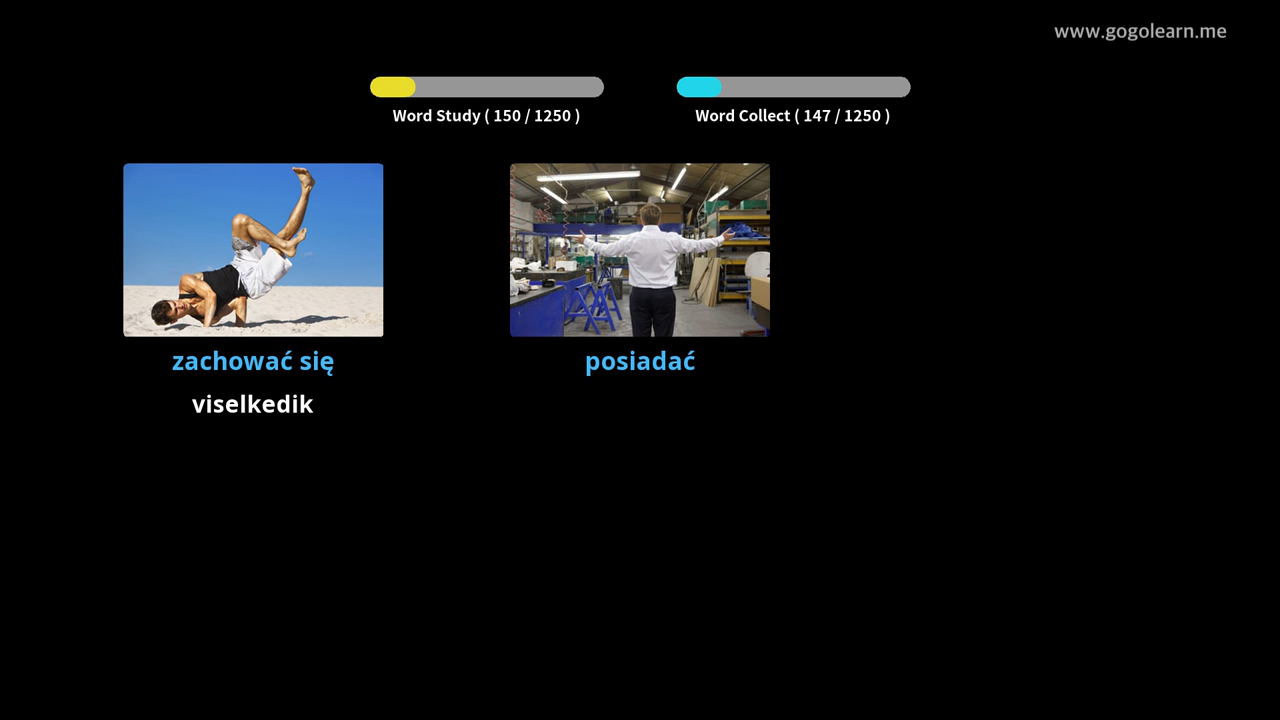 www.gogolearn.me
Word Study ( 150 / 1250 )
Word Collect ( 147 / 1250 )
zachować się
posiadać
viselkedik